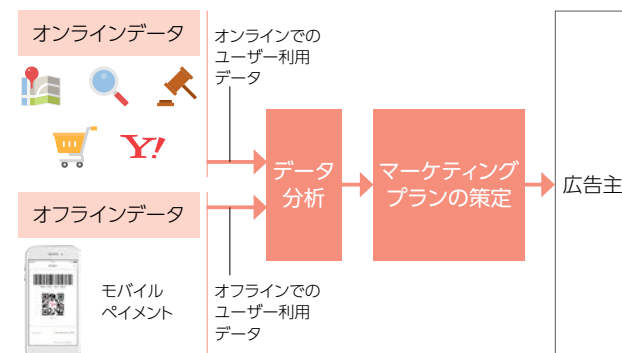 オンラインデータ
オンラインでの
ユーザー利用
データ
Y!
データ
分析
マーケティング
プランの策定
広告主
オフラインデータ
モバイル
ペイメント
オフラインでの
ユーザー利用
データ